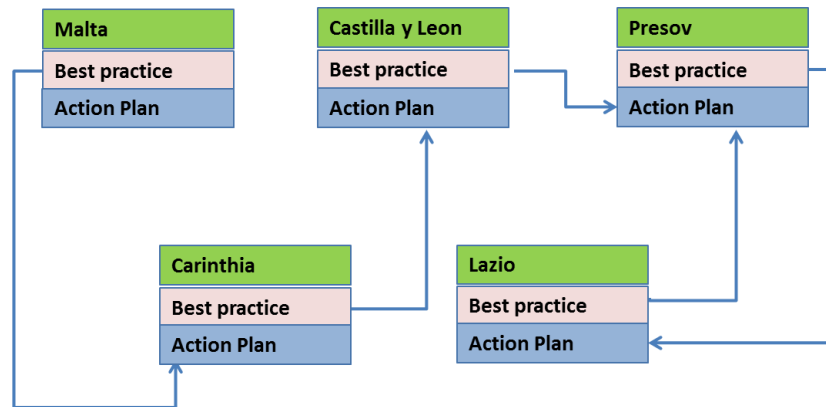 Malta
Best practice
Action Plan
Castilla y Leon
Best practice
Action Plan
Presov
Best practice
Action Plan
Carinthia
Best practice
Action Plan
Lazio
Best practice
Action Plan